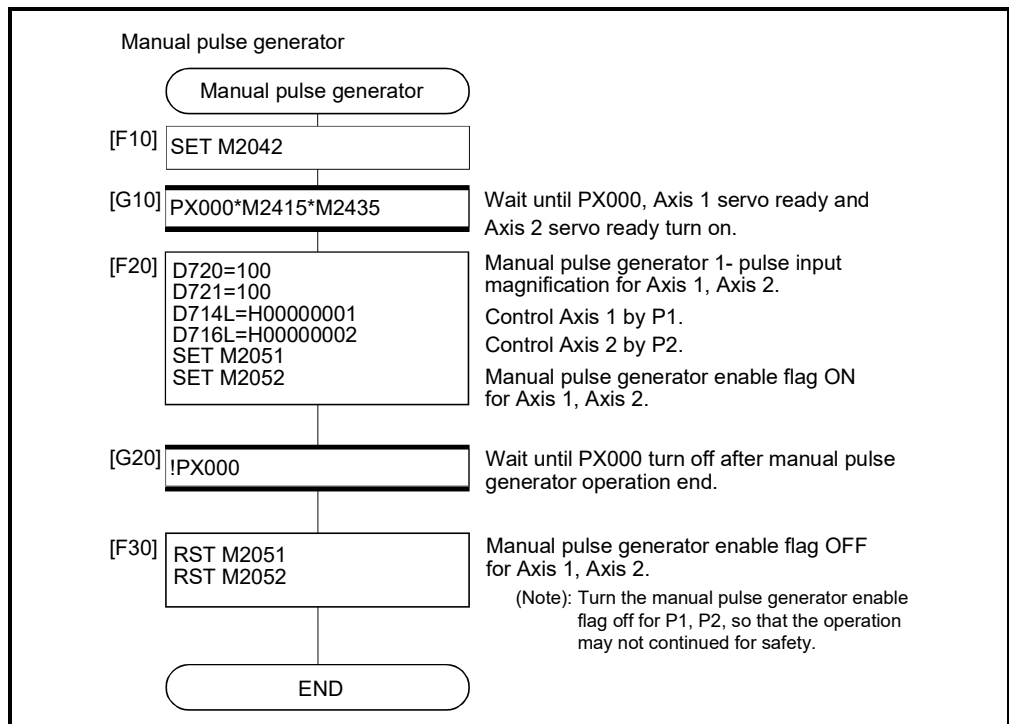 Manual pulse generator
Manual pulse generator
[F10] SET M2042
[G10] PX000*M2415*M2435
Wait until PX000, Axis 1 servo ready and
Axis 2 servo ready turn on.
[F20] D720=100
D721=100
D714L=H00000001
D716L=H00000002
SET M2051
SET M2052
Manual pulse generator 1- pulse input
magnification for Axis 1, Axis 2.
Control Axis 1 by P1.
Control Axis 2 by P2.
Manual pulse generator enable flag ON
for Axis 1, Axis 2.
[G20] !PX000
Wait until PX000 turn off after manual pulse
generator operation end.
[F30] RST M2051
RST M2052
Manual pulse generator enable flag OFF
for Axis 1, Axis 2.
(Note): Turn the manual pulse generator enable
flag off for P1, P2, so that the operation
may not continued for safety.
END